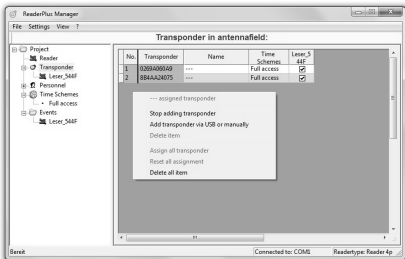 ReaderPlus Manager
File Settings View ?
Transponder in antennafield:
Project
Reader
Transponder
Leser_544F
Personnel
Time Schemes
Full access
Events
Leser_544F
No. Transponder Name Time Schemes Leser_544F
1 0269A060A9 --- Full access
2 8B4AA24075 --- Full access
--- assigned transponder
Stop adding transponder
Add transponder via USB or manually
Delete item
Assign all transponder
Reset all assignment
Delete all item
Bereit Connected to: COM1 Readertype: Reader 4p